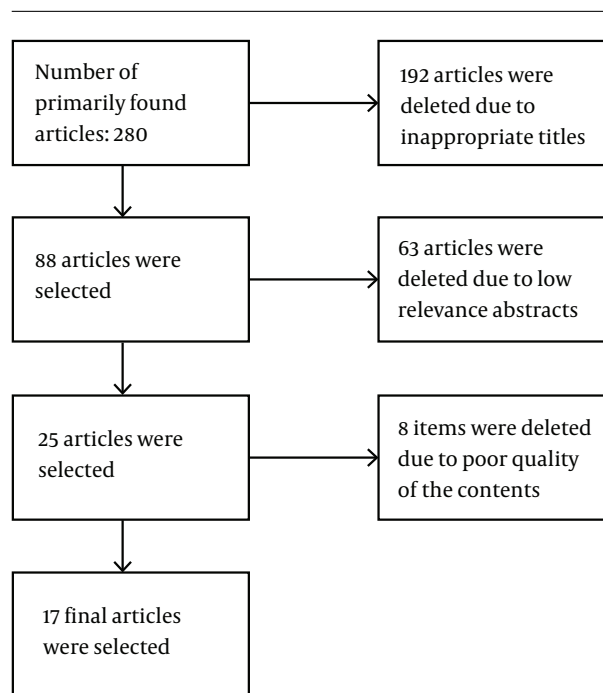 Number of
primarily found
articles: 280
192 articles were
deleted due to
inappropriate titles
88 articles were
selected
63 articles were
deleted due to low
relevance abstracts
25 articles were
selected
8 items were deleted
due to poor quality
of the contents
17 final articles
were selected